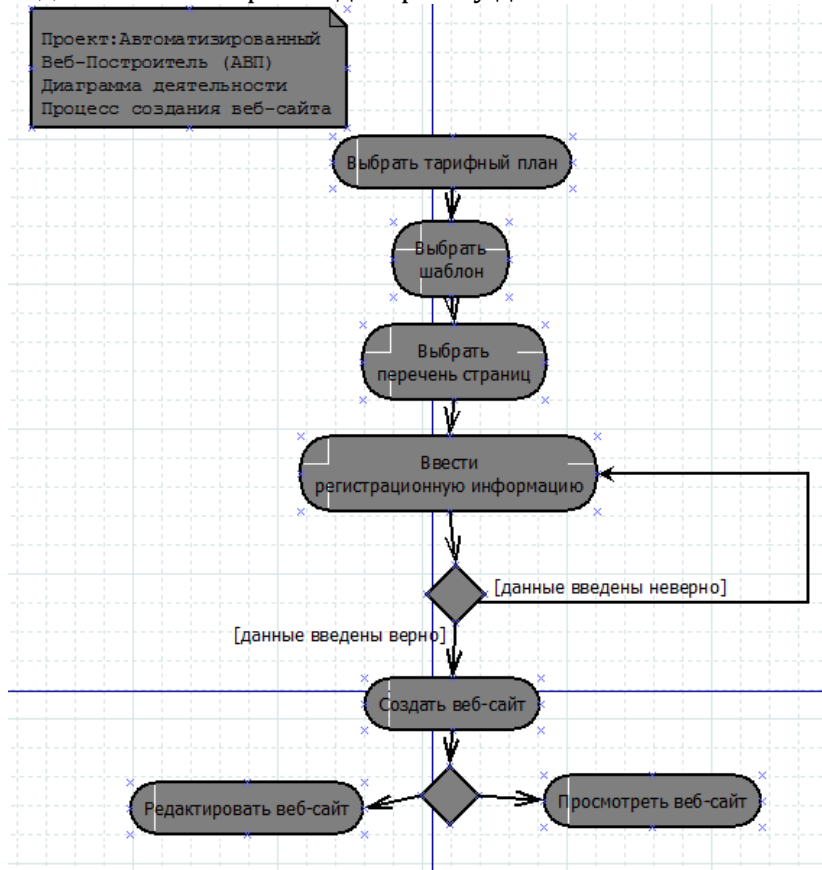 Проект:Автоматизированный
Веб-Построитель (АВП)
Диаграмма деятельности
Процесс создания веб-сайта
Выбрать тарифный план
Выбрать
шаблон
Выбрать
перечень страниц
Ввести
регистрационную информацию
[данные введены неверно]
[данные введены верно]
Создать веб-сайт
Редактировать веб-сайт
Просмотреть веб-сайт